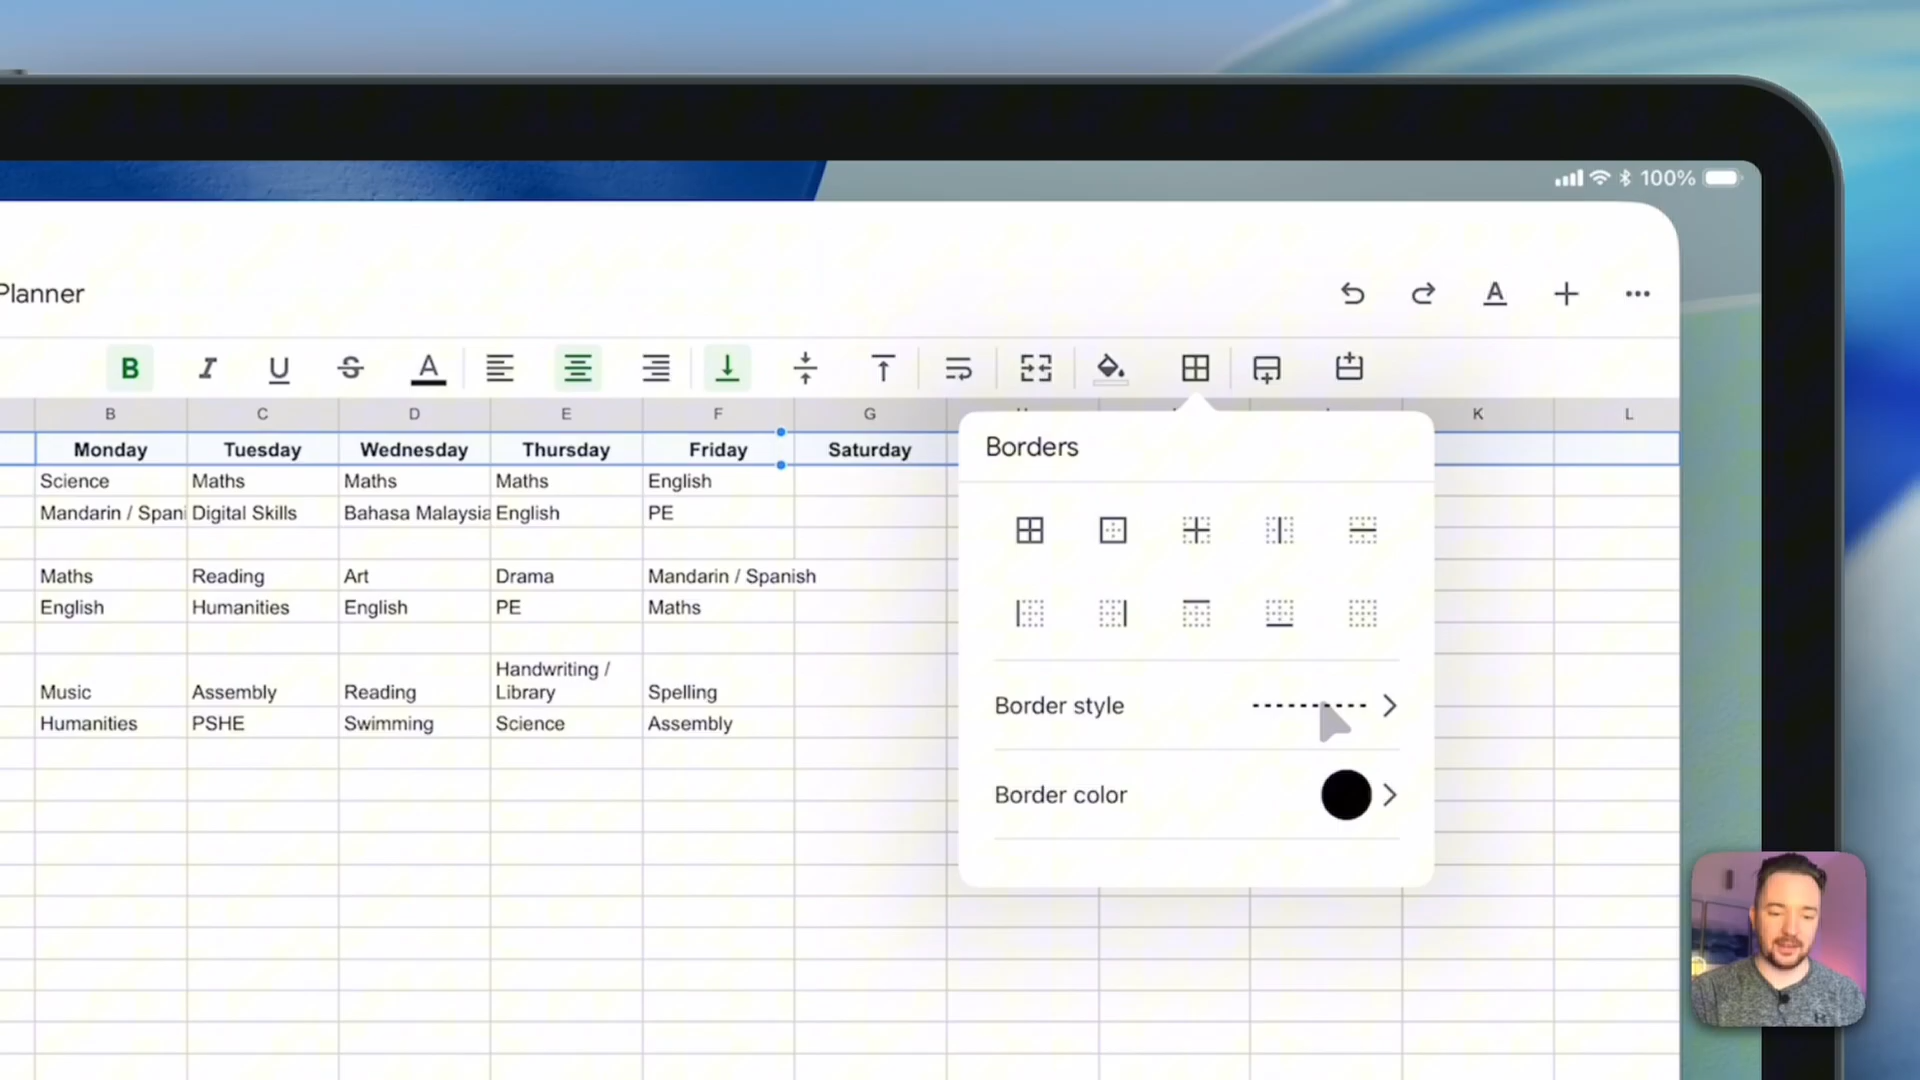 100%
Planner
B I U S A
A
B C D E F G K L
Monday Tuesday Wednesday Thursday Friday Saturday
Science Maths Maths Maths English
Mandarin / Spani Digital Skills Bahasa Malaysia English PE
Maths Reading Art Drama Mandarin / Spanish
English Humanities English PE Maths
Handwriting /
Music Assembly Reading Library Spelling
Humanities PSHE Swimming Science Assembly
Borders
Border style
Border color